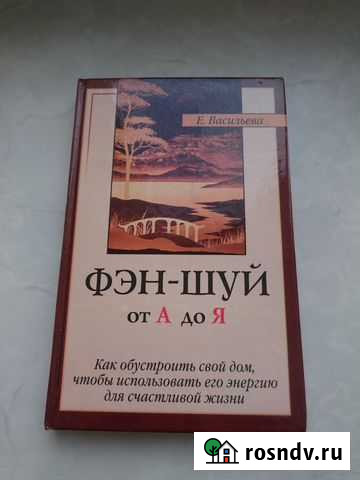 Е. Васильева
ФЭН-ШУЙ
от А до Я
Как обустроить свой дом,
чтобы использовать его энергию
для счастливой жизни
rosndv.ru